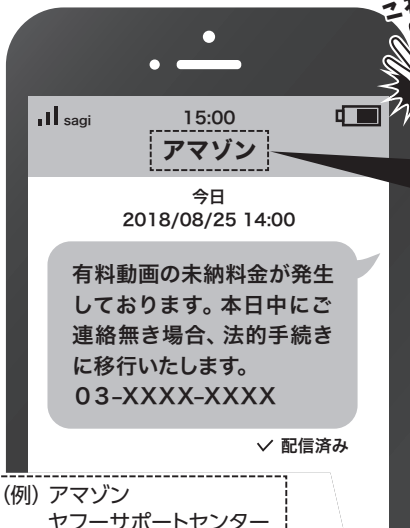 sagi
15:00
アマゾン
今日
2018/08/25 14:00
有料動画の未納料金が発生
しております。本日中にご
連絡無き場合、法的手続き
に移行いたします。
03-XXXX-XXXX
✓ 配信済み
(例) アマゾン
ヤフーサポートセンター